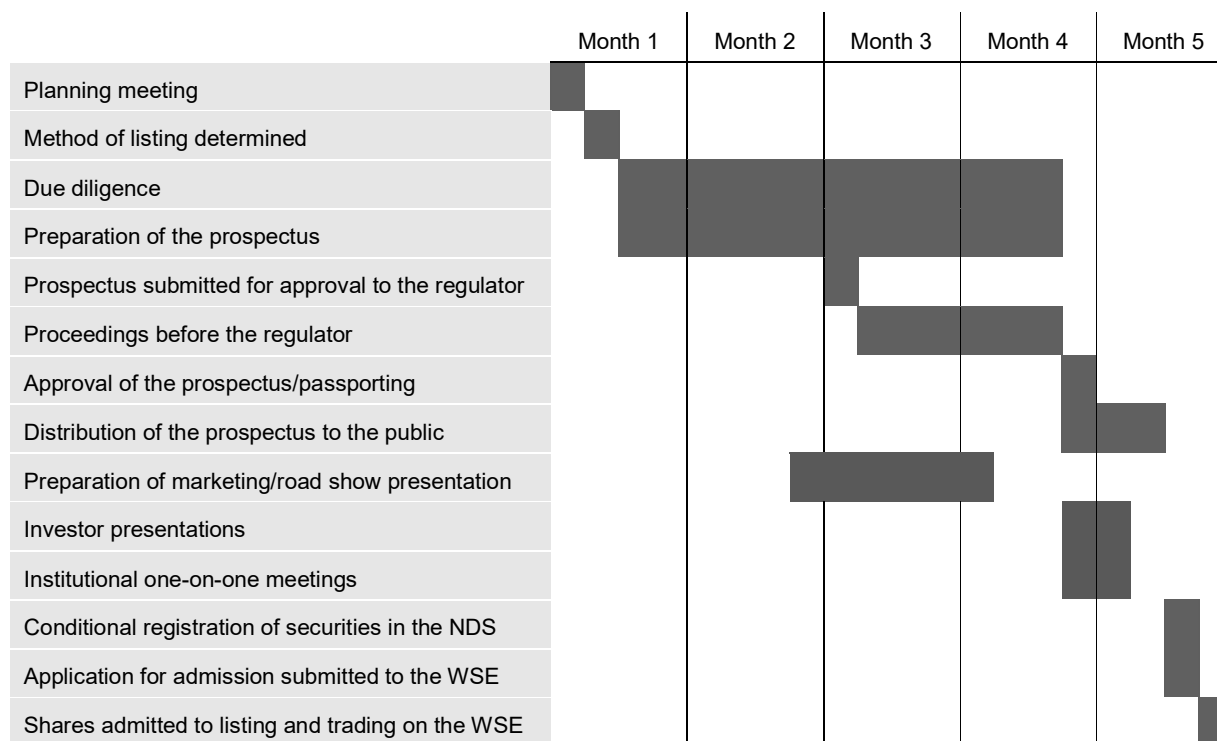 Month 1 Month 2 Month 3 Month 4 Month 5
Planning meeting
Method of listing determined
Due diligence
Preparation of the prospectus
Prospectus submitted for approval to the regulator
Proceedings before the regulator
Approval of the prospectus/passporting
Distribution of the prospectus to the public
Preparation of marketing/road show presentation
Investor presentations
Institutional one-on-one meetings
Conditional registration of securities in the NDS
Application for admission submitted to the WSE
Shares admitted to listing and trading on the WSE